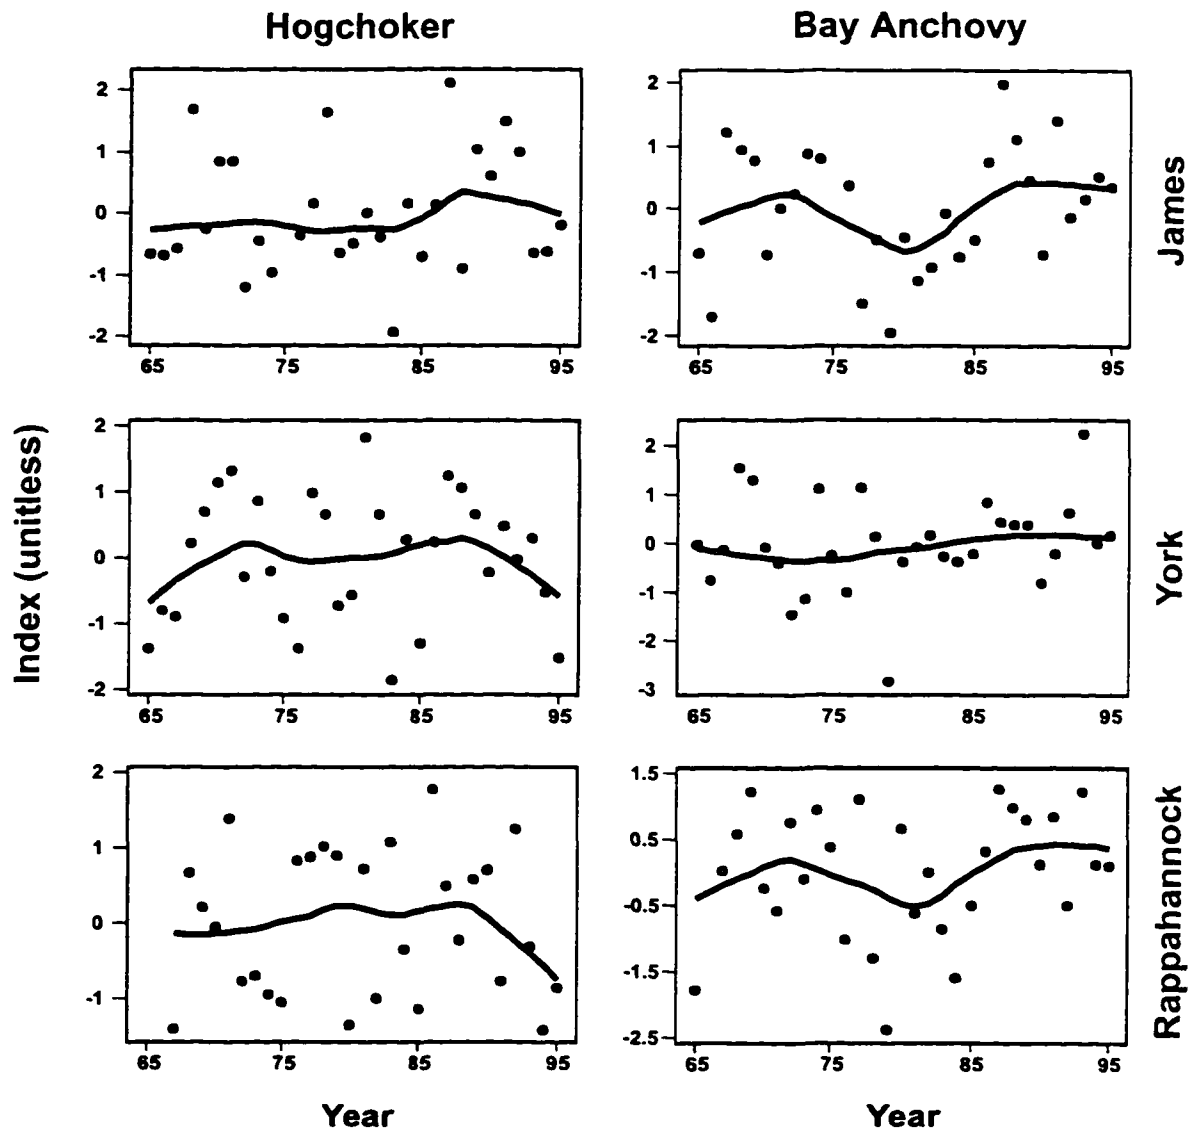 Hogchoker Bay Anchovy
2 1 0 -1 -2
65 75 85 95
2 1 0 -1 -2
65 75 85 95
James
2 1 0 -1 -2
65 75 85 95
2 1 0 -1 -2 -3
65 75 85 95
York
Index (unitless)
2 1 0 -1
65 75 85 95
1.5 0.5 -0.5 -1.5 -2.5
65 75 85 95
Rappahannock
Year Year